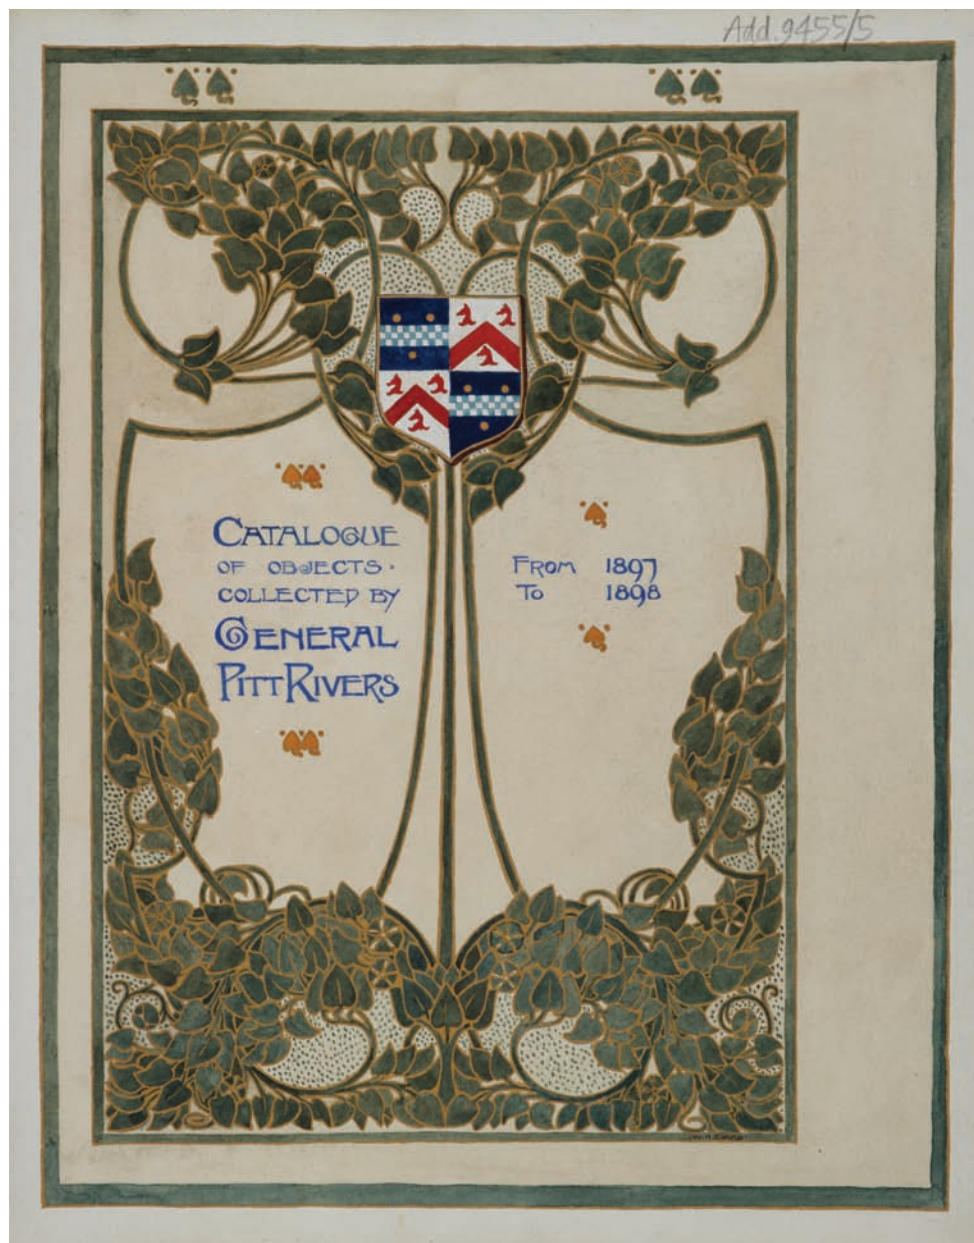 Add.9455/5
CATALOGUE
OF OBJECTS.
COLLECTED BY
GENERAL
PITT RIVERS
FROM 1897
TO 1898